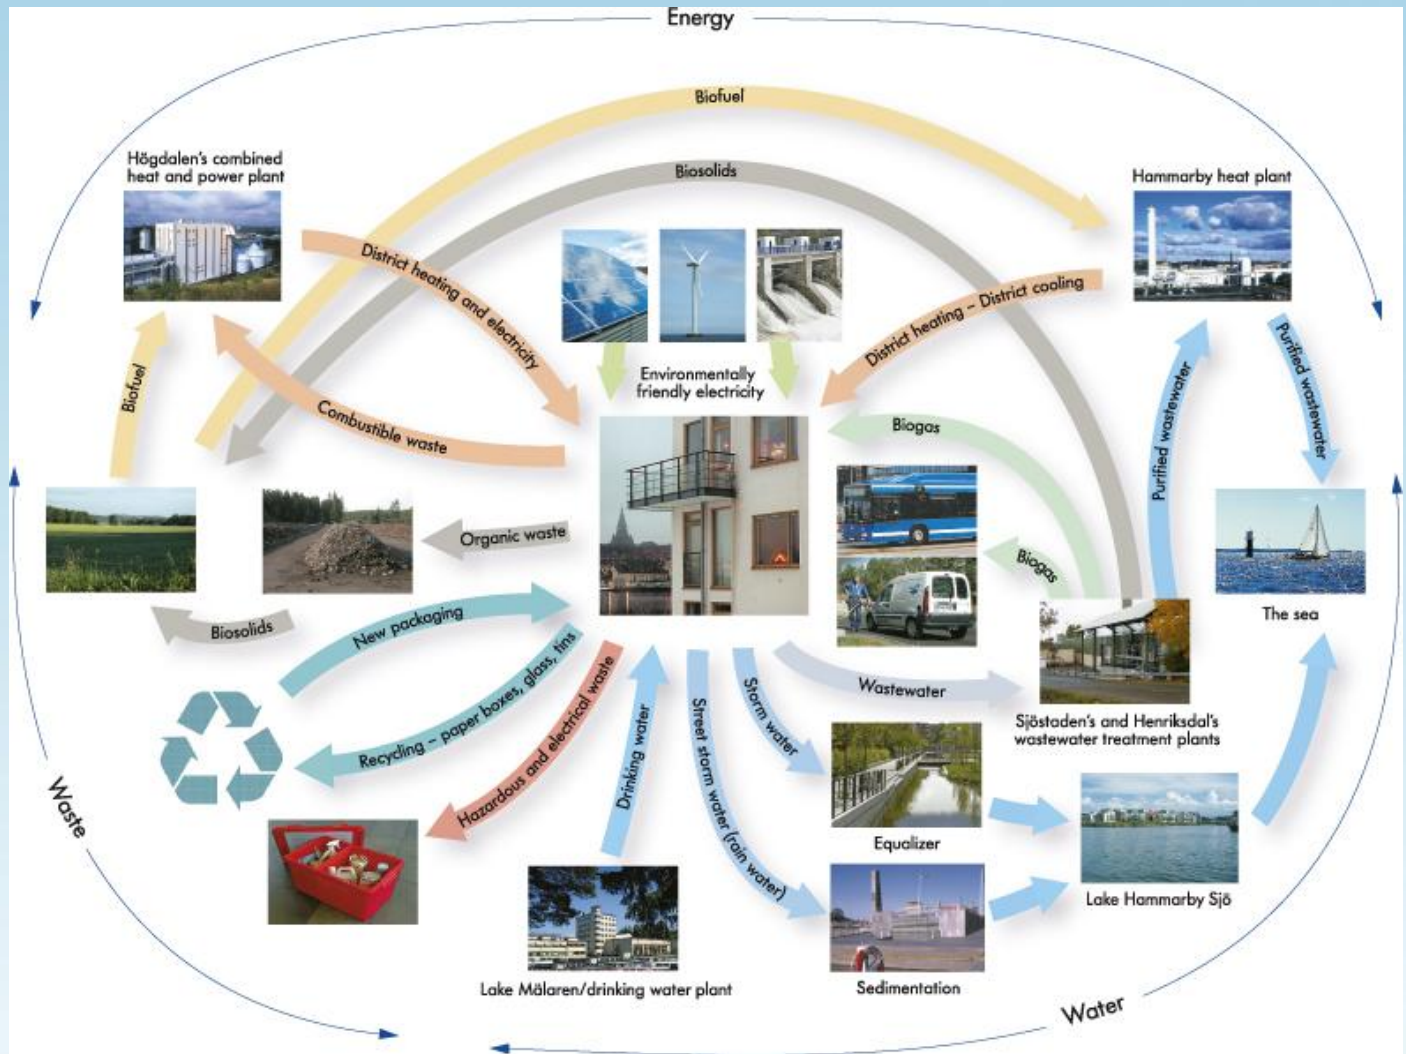 Energy
Biofuel
Högdalen's combined
heat and power plant
Biosolids
Hammarby heat plant
District heating and electricity
District heating – District cooling
Environmentally
friendly electricity
Biofuel
Combustible waste
Biogas
Purified wastewater
Purified wastewater
Organic waste
Biogas
The sea
Biosolids
New packaging
Recycling – paper boxes, glass, tins
Hazardous and electrical waste
Drinking water
Street storm water (rain water)
Storm water
Wastewater
Sjöstaden's and Henriksdal's
wastewater treatment plants
Waste
Equalizer
Lake Hammarby Sjö
Lake Mälaren/drinking water plant
Sedimentation
Water